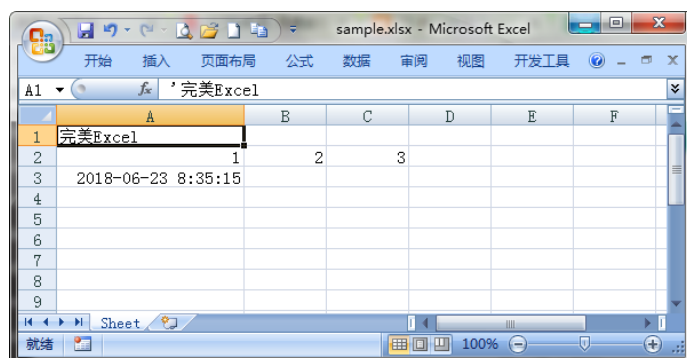 sample.xlsx - Microsoft Excel
开始 插入 页面布局 公式 数据 审阅 视图 开发工具
A1 fx '完美Excel
A B C D E F
1 完美Excel
2 1 2 3
3 2018-06-23 8:35:15
4
5
6
7
8
9
Sheet
就绪 100%